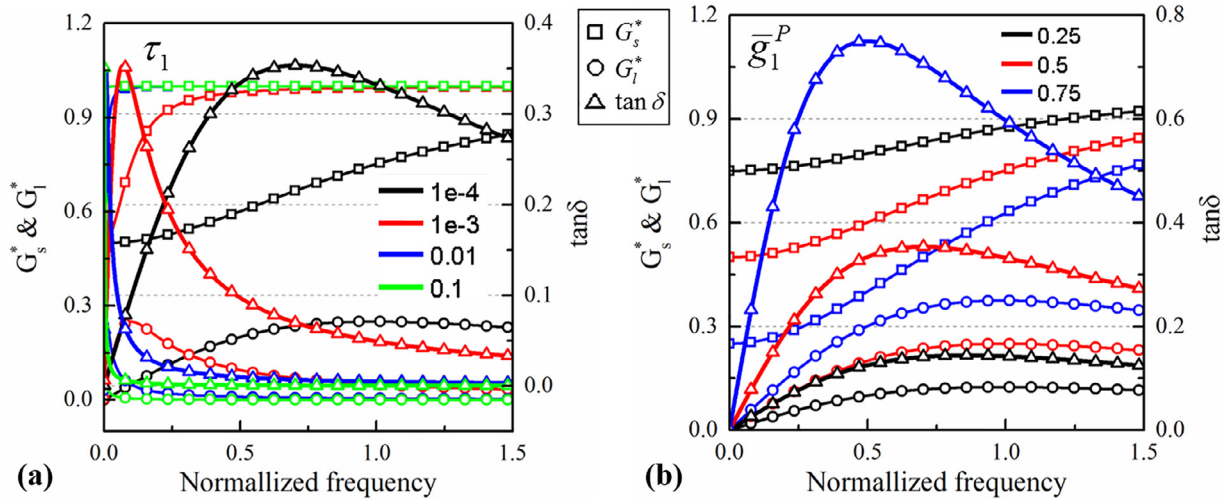 1.2
0.9
0.6
0.3
0.0
G*s & G*l
τ1
1e-4
1e-3
0.01
0.1
0.4
0.3
0.2
0.1
0.0
tanδ
0.0
0.5
1.0
1.5
Normallized frequency
(a)
G*s
G*l
tan δ
1.2
0.9
0.6
0.3
0.0
G*s & G*l
g̅1P
0.25
0.5
0.75
0.8
0.6
0.4
0.2
0.0
tanδ
0.0
0.5
1.0
1.5
Normallized frequency
(b)